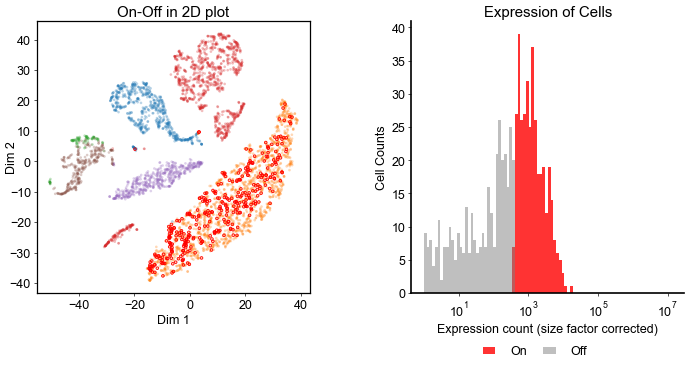 On-Off in 2D plot
Dim 2
40
30
20
10
0
−10
−20
−30
−40
−40 −20 0 20 40
Dim 1
Expression of Cells
Cell Counts
40
35
30
25
20
15
10
5
0
10^1 10^3 10^5 10^7
Expression count (size factor corrected)
On Off